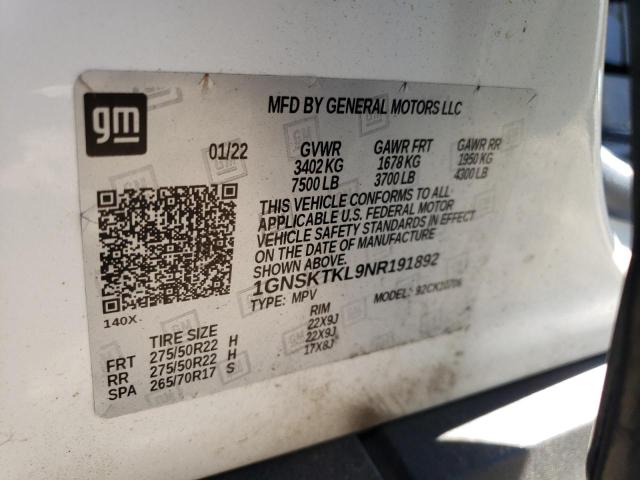 gm
MFD BY GENERAL MOTORS LLC
01/22 GVWR GAWR FRT GAWR RR
3402 KG 1678 KG 1950 KG
7500 LB 3700 LB 4300 LB
THIS VEHICLE CONFORMS TO ALL
APPLICABLE U.S. FEDERAL MOTOR
VEHICLE SAFETY STANDARDS IN EFFECT
ON THE DATE OF MANUFACTURE
SHOWN ABOVE.
1GNSKTKL9NR191892
TYPE: MPV MODEL: 92CK10706
140X
TIRE SIZE RIM
FRT 275/50R22 H 22X9J
RR 275/50R22 H 22X9J
SPA 265/70R17 S 17X8J